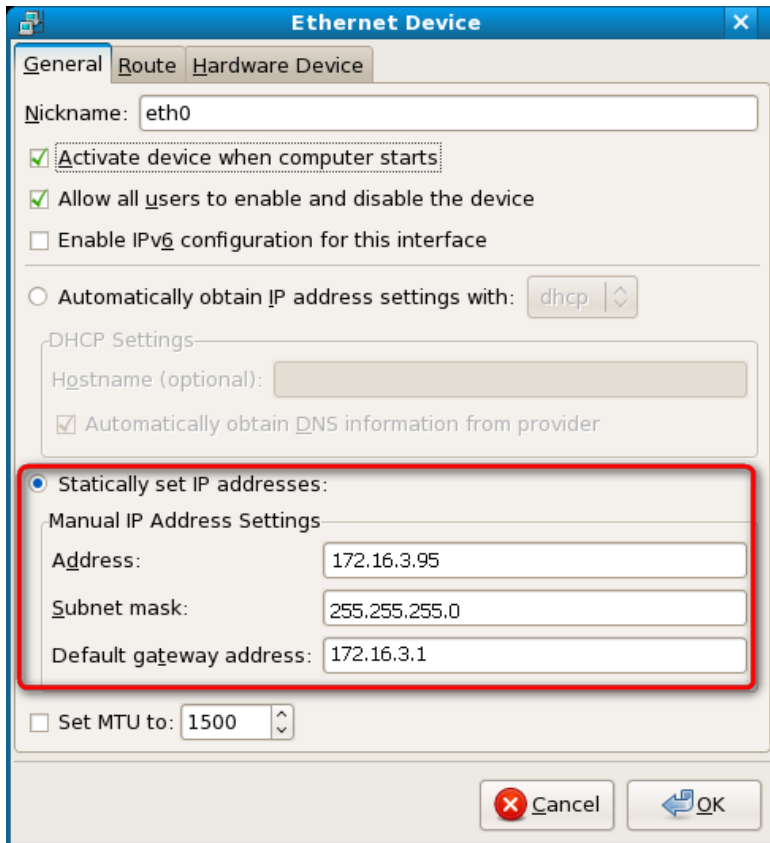 Ethernet Device
General Route Hardware Device
Nickname: eth0
Activate device when computer starts
Allow all users to enable and disable the device
Enable IPv6 configuration for this interface
Automatically obtain IP address settings with: dhcp
DHCP Settings
Hostname (optional):
Automatically obtain DNS information from provider
Statically set IP addresses:
Manual IP Address Settings
Address: 172.16.3.95
Subnet mask: 255.255.255.0
Default gateway address: 172.16.3.1
Set MTU to: 1500
Cancel OK